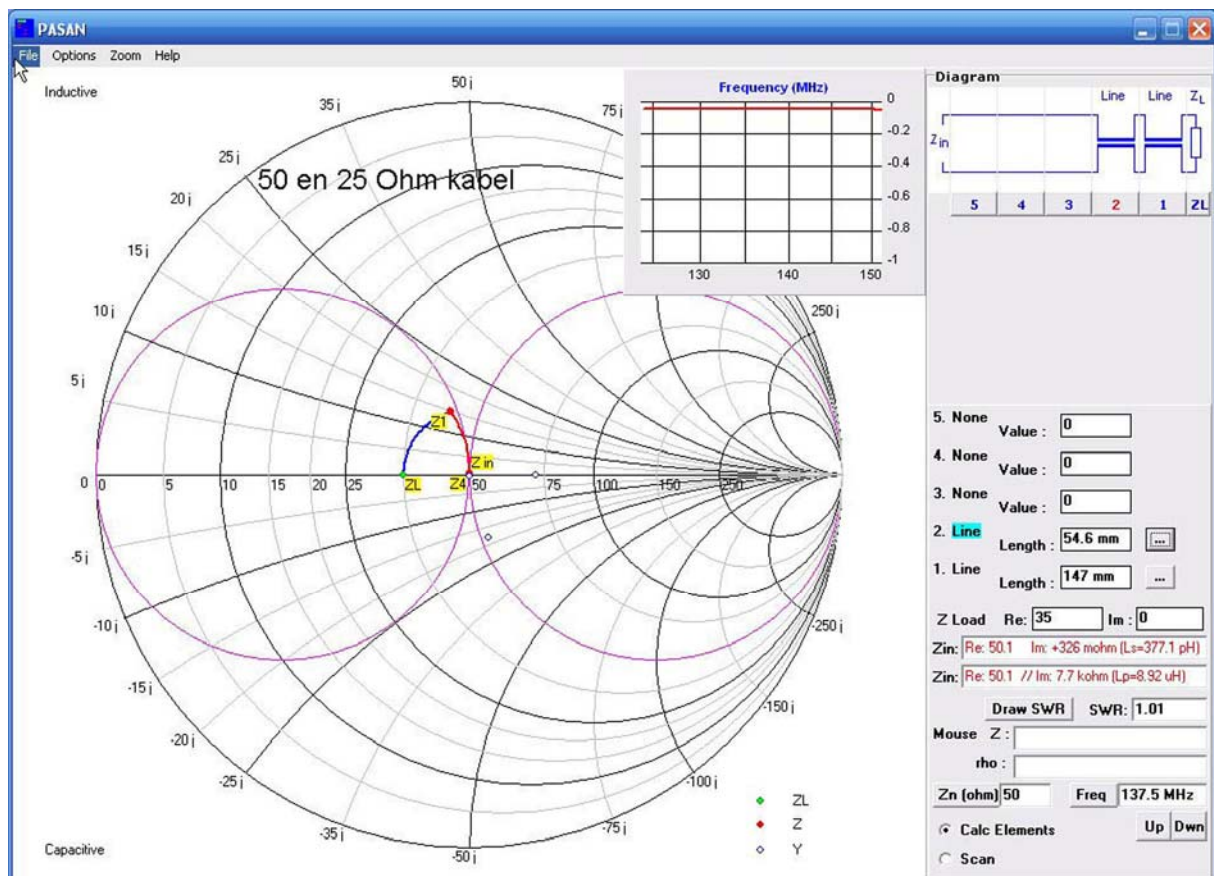 PASAN
File Options Zoom Help
Inductive
50 en 25 Ohm kabel
50 j
35 j
25 j
20 j
15 j
10 j
5 j
75 j
250 j
0 0 5 10 15 20 25 50 75 100 150 250
ZL Z1 Z4 Z in
-5 j
-10 j
-15 j
-20 j
-25 j
-35 j
-50 j
-75 j
-100 j
-150 j
-250 j
Capacitive
ZL
Z
Y
Frequency (MHz)
0
-0.2
-0.4
-0.6
-0.8
-1
130 140 150
Diagram
Line Line ZL
Z in
5 4 3 2 1 ZL
5. None Value : 0
4. None Value : 0
3. None Value : 0
2. Line Length : 54.6 mm ...
1. Line Length : 147 mm ...
Z Load Re: 35 Im : 0
Zin: Re: 50.1 Im: +326 mohm (Ls=377.1 pH)
Zin: Re: 50.1 // Im: 7.7 kohm (Lp=8.92 uH)
Draw SWR SWR: 1.01
Mouse Z :
rho :
Zn (ohm) 50 Freq 137.5 MHz
Calc Elements Up Dwn
Scan